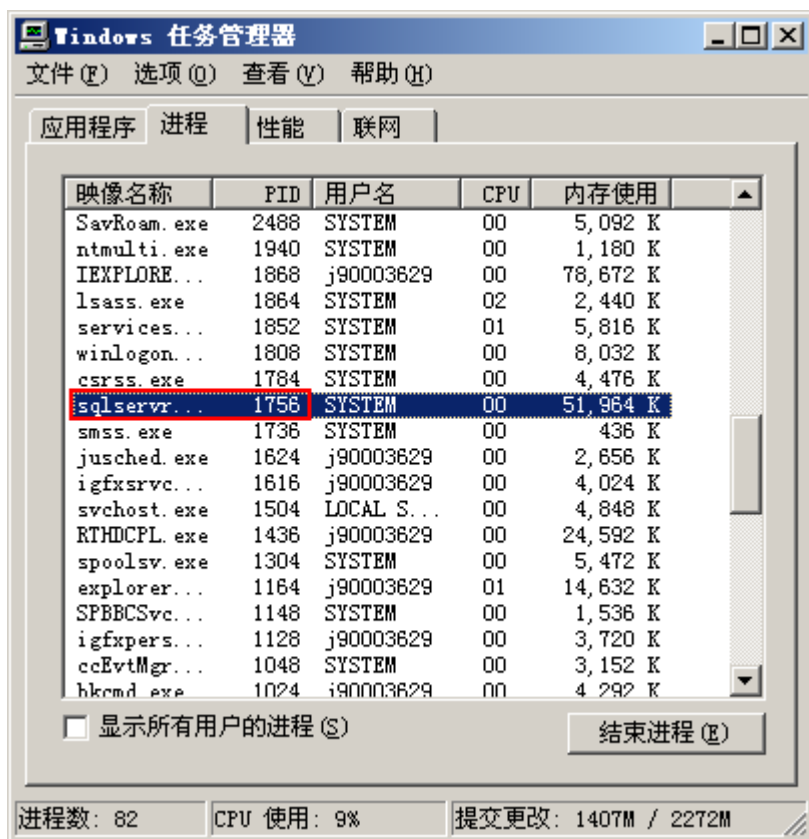 Windows 任务管理器
文件(F) 选项(O) 查看(V) 帮助(H)
应用程序 进程 性能 联网
映像名称 PID 用户名 CPU 内存使用
SavRoam.exe 2488 SYSTEM 00 5,092 K
ntmulti.exe 1940 SYSTEM 00 1,180 K
IEXPLORE... 1868 j90003629 00 78,672 K
lsass.exe 1864 SYSTEM 02 2,440 K
services... 1852 SYSTEM 01 5,816 K
winlogon... 1808 SYSTEM 00 8,032 K
csrss.exe 1784 SYSTEM 00 4,476 K
sqlservr... 1756 SYSTEM 00 51,964 K
smss.exe 1736 SYSTEM 00 436 K
jusched.exe 1624 j90003629 00 2,656 K
igfxsrvc... 1616 j90003629 00 4,024 K
svchost.exe 1504 LOCAL S... 00 4,848 K
RTHDCPL.exe 1436 j90003629 00 24,592 K
spoolsv.exe 1304 SYSTEM 00 5,472 K
explorer... 1164 j90003629 01 14,632 K
SPBBCSvc... 1148 SYSTEM 00 1,536 K
igfxpers... 1128 j90003629 00 3,720 K
ccEvtMgr... 1048 SYSTEM 00 3,152 K
hkcmd.exe 1024 j90003629 00 4,292 K
显示所有用户的进程(S) 结束进程(E)
进程数: 82 CPU 使用: 9% 提交更改: 1407M / 2272M